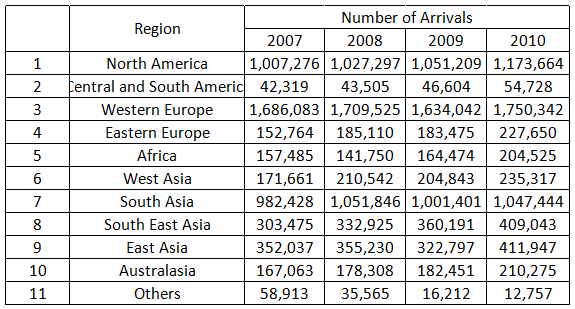 Region Number of Arrivals
2007 2008 2009 2010
1 North America 1,007,276 1,027,297 1,051,209 1,173,664
2 Central and South Americ 42,319 43,505 46,604 54,728
3 Western Europe 1,686,083 1,709,525 1,634,042 1,750,342
4 Eastern Europe 152,764 185,110 183,475 227,650
5 Africa 157,485 141,750 164,474 204,525
6 West Asia 171,661 210,542 204,843 235,317
7 South Asia 982,428 1,051,846 1,001,401 1,047,444
8 South East Asia 303,475 332,925 360,191 409,043
9 East Asia 352,037 355,230 322,797 411,947
10 Australasia 167,063 178,308 182,451 210,275
11 Others 58,913 35,565 16,212 12,757